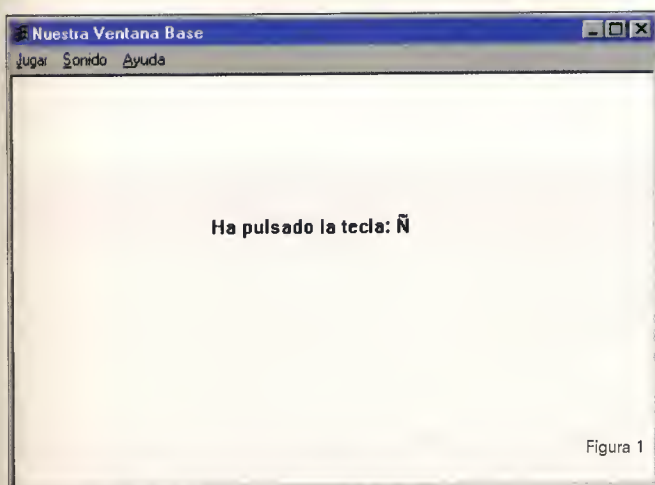 Nuestra Ventana Base
Jugar Sonido Ayuda
Ha pulsado la tecla: Ñ
Figura 1